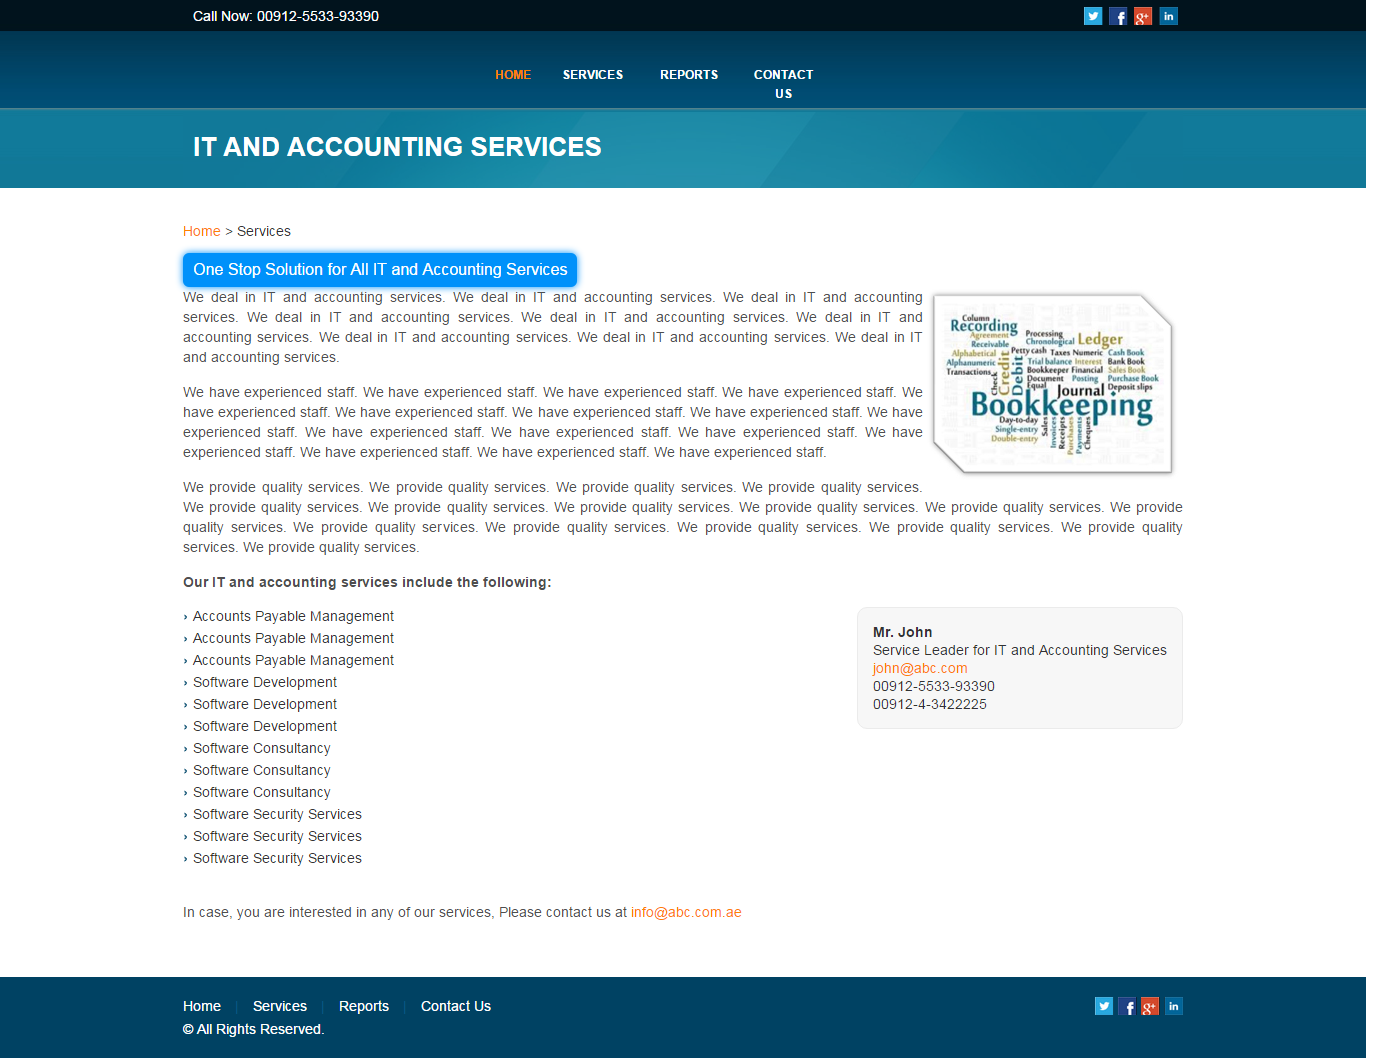 Call Now: 00912-5533-93390
HOME SERVICES REPORTS CONTACT US
IT AND ACCOUNTING SERVICES
Home > Services
One Stop Solution for All IT and Accounting Services
We deal in IT and accounting services. We deal in IT and accounting services. We deal in IT and accounting
services. We deal in IT and accounting services. We deal in IT and accounting services. We deal in IT and
accounting services. We deal in IT and accounting services. We deal in IT and accounting services. We deal in IT
and accounting services.
We have experienced staff. We have experienced staff. We have experienced staff. We have experienced staff. We
have experienced staff. We have experienced staff. We have experienced staff. We have experienced staff. We have
experienced staff. We have experienced staff. We have experienced staff. We have experienced staff. We have
experienced staff. We have experienced staff. We have experienced staff. We have experienced staff.
Column
Recording
Processing
Agreement
Chronological
Ledger
Receivable
Alphabetical
Petty cash
Taxes Numeric
Cash Book
Alphanumeric
Trial balance
Interest
Bank Book
Transactions
Bookkeeper
Financial
Sales Book
Check
Credit
Debit
Document
Posting
Purchase Book
Equal
Journal
Deposit slips
Bookkeeping
Day-to-day
Single-entry
Double-entry
Sales
Invoices
Receipts
Purchases
Payments
Cheques
We provide quality services. We provide quality services. We provide quality services. We provide quality services.
We provide quality services. We provide quality services. We provide quality services. We provide quality services. We provide quality services. We provide
quality services. We provide quality services. We provide quality services. We provide quality services. We provide quality services. We provide quality
services. We provide quality services.
Our IT and accounting services include the following:
› Accounts Payable Management
› Accounts Payable Management
› Accounts Payable Management
› Software Development
› Software Development
› Software Development
› Software Consultancy
› Software Consultancy
› Software Consultancy
› Software Security Services
› Software Security Services
› Software Security Services
Mr. John
Service Leader for IT and Accounting Services
john@abc.com
00912-5533-93390
00912-4-3422225
In case, you are interested in any of our services, Please contact us at info@abc.com.ae
Home | Services | Reports | Contact Us
© All Rights Reserved.